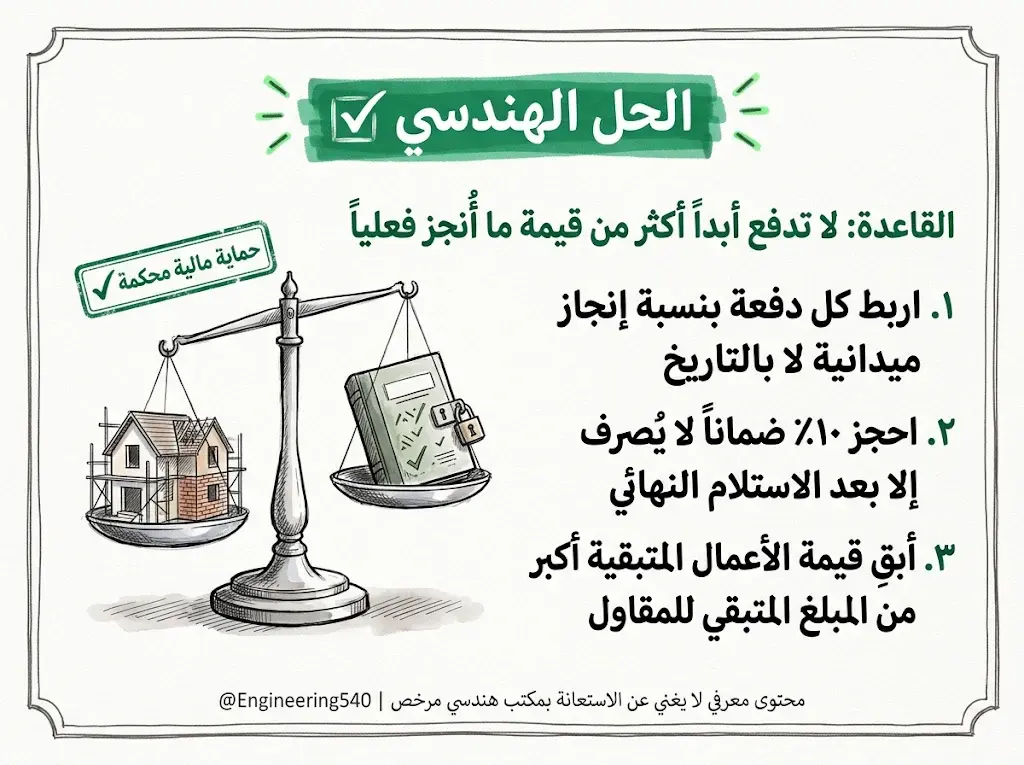 الحل الهندسي
القاعدة: لا تدفع أبداً أكثر من قيمة ما أُنجز فعلياً
حماية مالية محكمة
١. اربط كل دفعة بنسبة إنجاز
ميدانية لا بالتاريخ
٢. احجز ١٠٪ ضماناً لا يُصرف
إلا بعد الاستلام النهائي
٣. أبقِ قيمة الأعمال المتبقية أكبر
من المبلغ المتبقي للمقاول
محتوى معرفي لا يغني عن الاستعانة بمكتب هندسي مرخص | @Engineering540